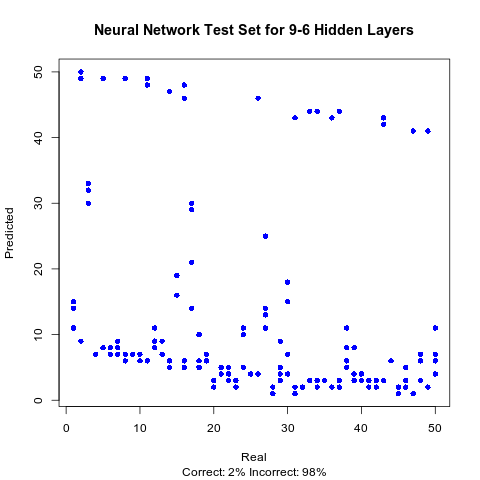 Neural Network Test Set for 9-6 Hidden Layers
Predicted
50
40
30
20
10
0
0 10 20 30 40 50
Real
Correct: 2% Incorrect: 98%